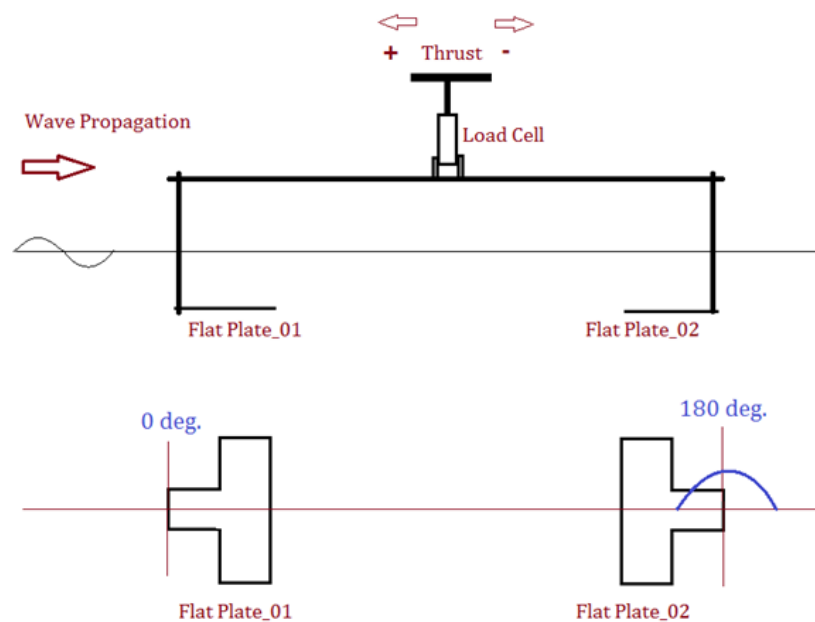 + Thrust -
Wave Propagation
Load Cell
Flat Plate_01
Flat Plate_02
0 deg.
180 deg.
Flat Plate_01
Flat Plate_02